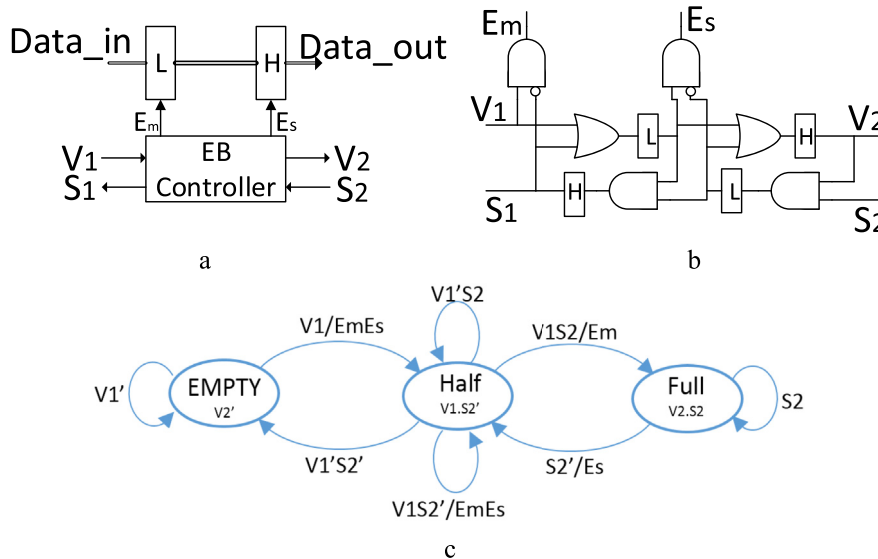 Data_in
L
H
Data_out
Em
Es
V1
EB
V2
S1
Controller
S2
a
Em
Es
V1
L
H
V2
S1
H
L
S2
b
V1'S2
V1/EmEs
V1S2/Em
V1'
EMPTY
V2'
Half
V1.S2'
Full
V2.S2
S2
V1'S2'
S2'/Es
V1S2'/EmEs
c